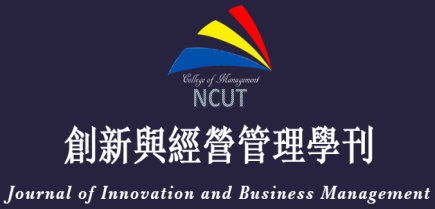 College of Management
NCUT
創新與經營管理學刊
Journal of Innovation and Business Management